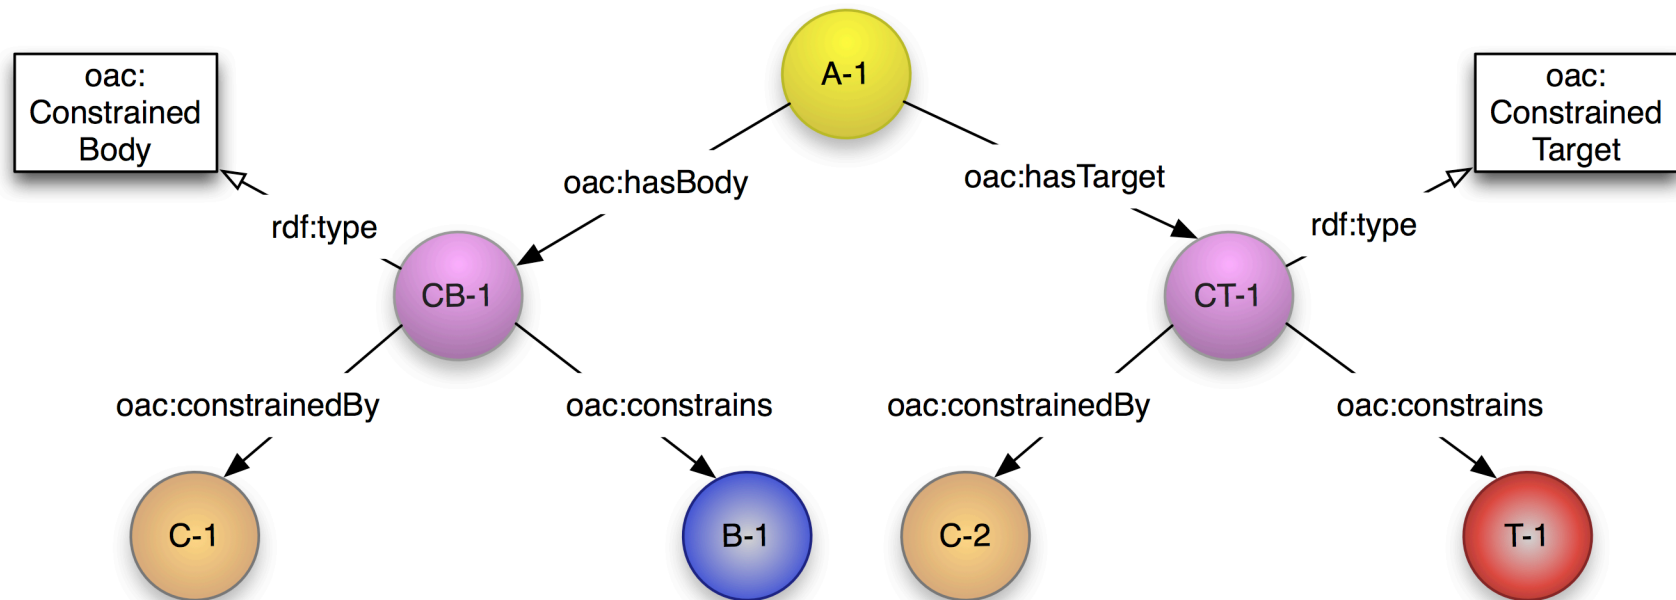 A-1
oac:
Constrained
Body
oac:
Constrained
Target
oac:hasBody
oac:hasTarget
rdf:type
rdf:type
CB-1
CT-1
oac:constrainedBy
oac:constrains
oac:constrainedBy
oac:constrains
C-1
B-1
C-2
T-1